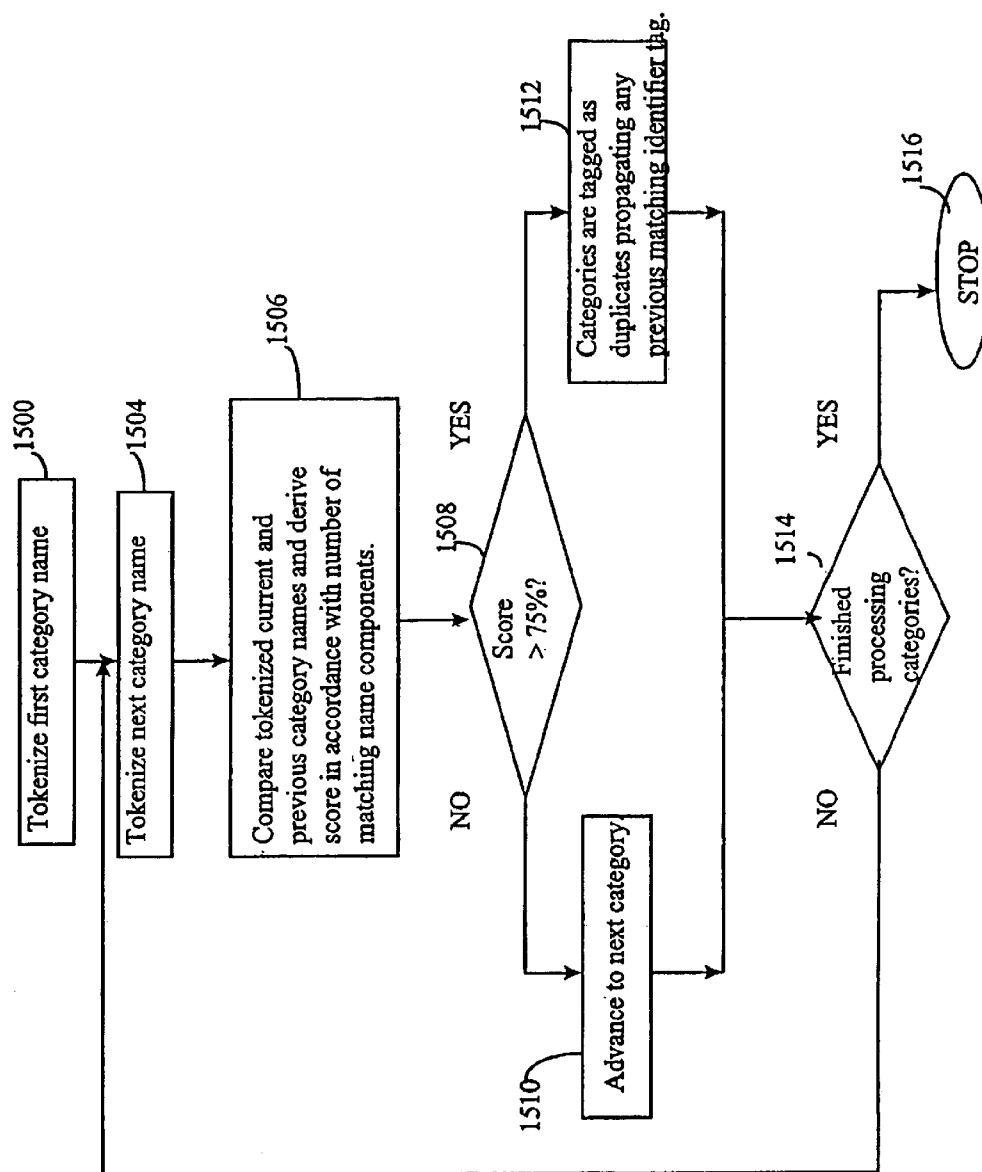 1500
Tokenize first category name
1504
Tokenize next category name
1506
Compare tokenized current and
previous category names and derive
score in accordance with number of
matching name components.
1508
Score
> 75%?
NO
YES
1510
Advance to next category
1512
Categories are tagged as
duplicates propagating any
previous matching identifier tag.
1514
Finished
processing
categories?
NO
YES
1516
STOP